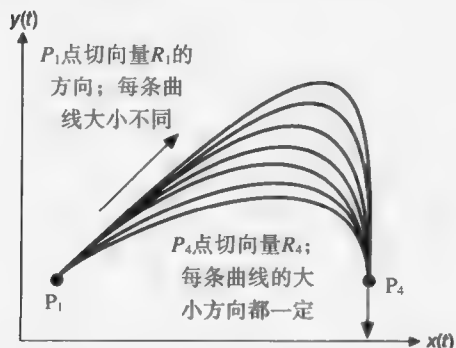 y(t)
P₁点切向量R₁的
方向；每条曲
线大小不同
P₄点切向量R₄；
每条曲线的大
小方向都一定
P₁
P₄
x(t)